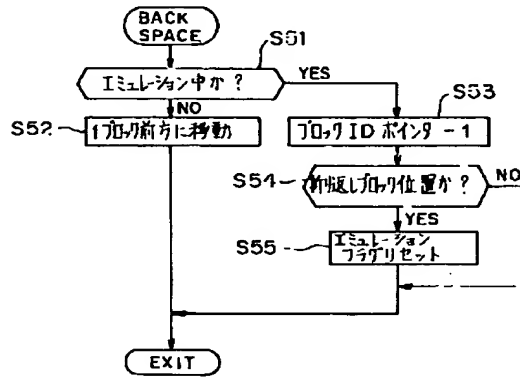 BACK
SPACE
S51
エミュレーション中か?
YES
NO
S52
1ブロック前方に移動
S53
ブロックIDポインタ-1
S54
折り返しブロック位置か?
NO
YES
S55
エミュレーション
フラグリセット
EXIT